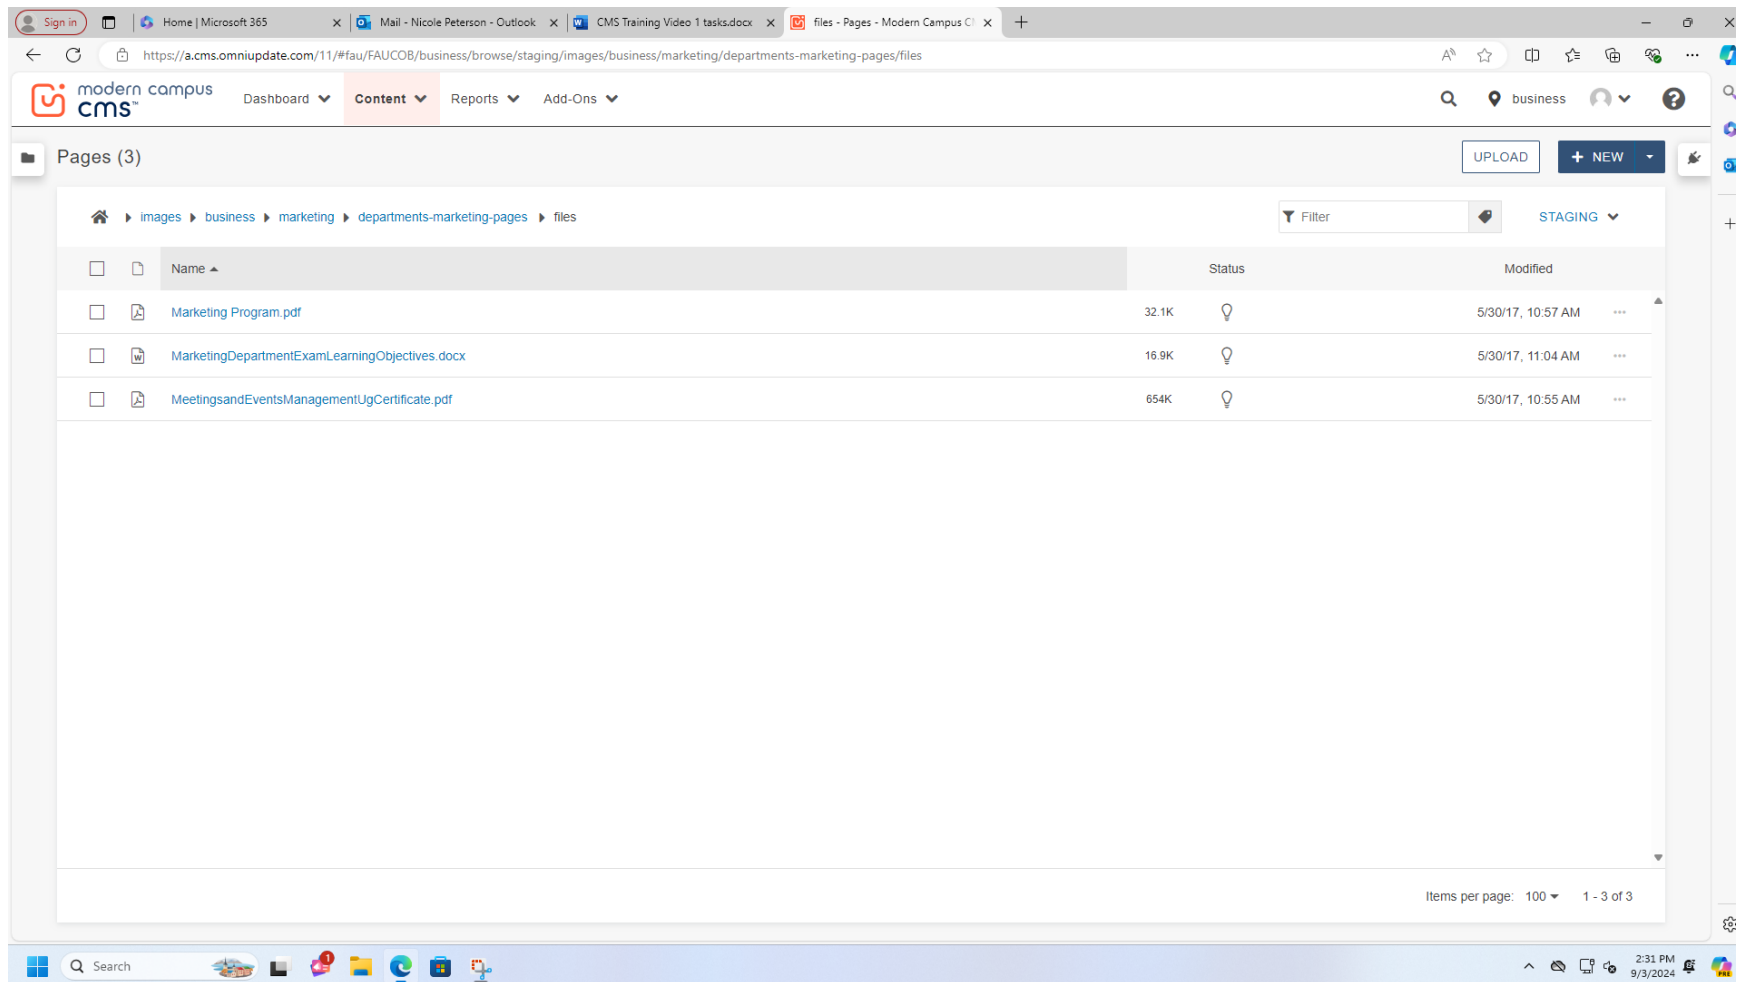 Sign in
Home | Microsoft 365
Mail - Nicole Peterson - Outlook
CMS Training Video 1 tasks.docx
files - Pages - Modern Campus C
https://a.cms.omniupdate.com/11/#fau/FAUCOB/business/browse/staging/images/business/marketing/departments-marketing-pages/files
modern campus
cms™
Dashboard
Content
Reports
Add-Ons
business
Pages (3)
UPLOAD
+ NEW
images
business
marketing
departments-marketing-pages
files
Filter
STAGING
Name
Status
Modified
Marketing Program.pdf 32.1K 5/30/17, 10:57 AM
MarketingDepartmentExamLearningObjectives.docx 16.9K 5/30/17, 11:04 AM
MeetingsandEventsManagementUgCertificate.pdf 654K 5/30/17, 10:55 AM
Items per page: 100 1 - 3 of 3
Search
1
2:31 PM
9/3/2024
PRE